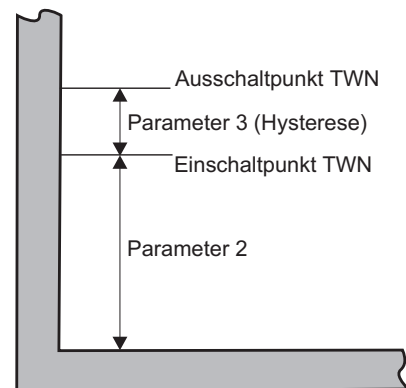 Ausschaltpunkt TWN
Parameter 3 (Hysterese)
Einschaltpunkt TWN
Parameter 2